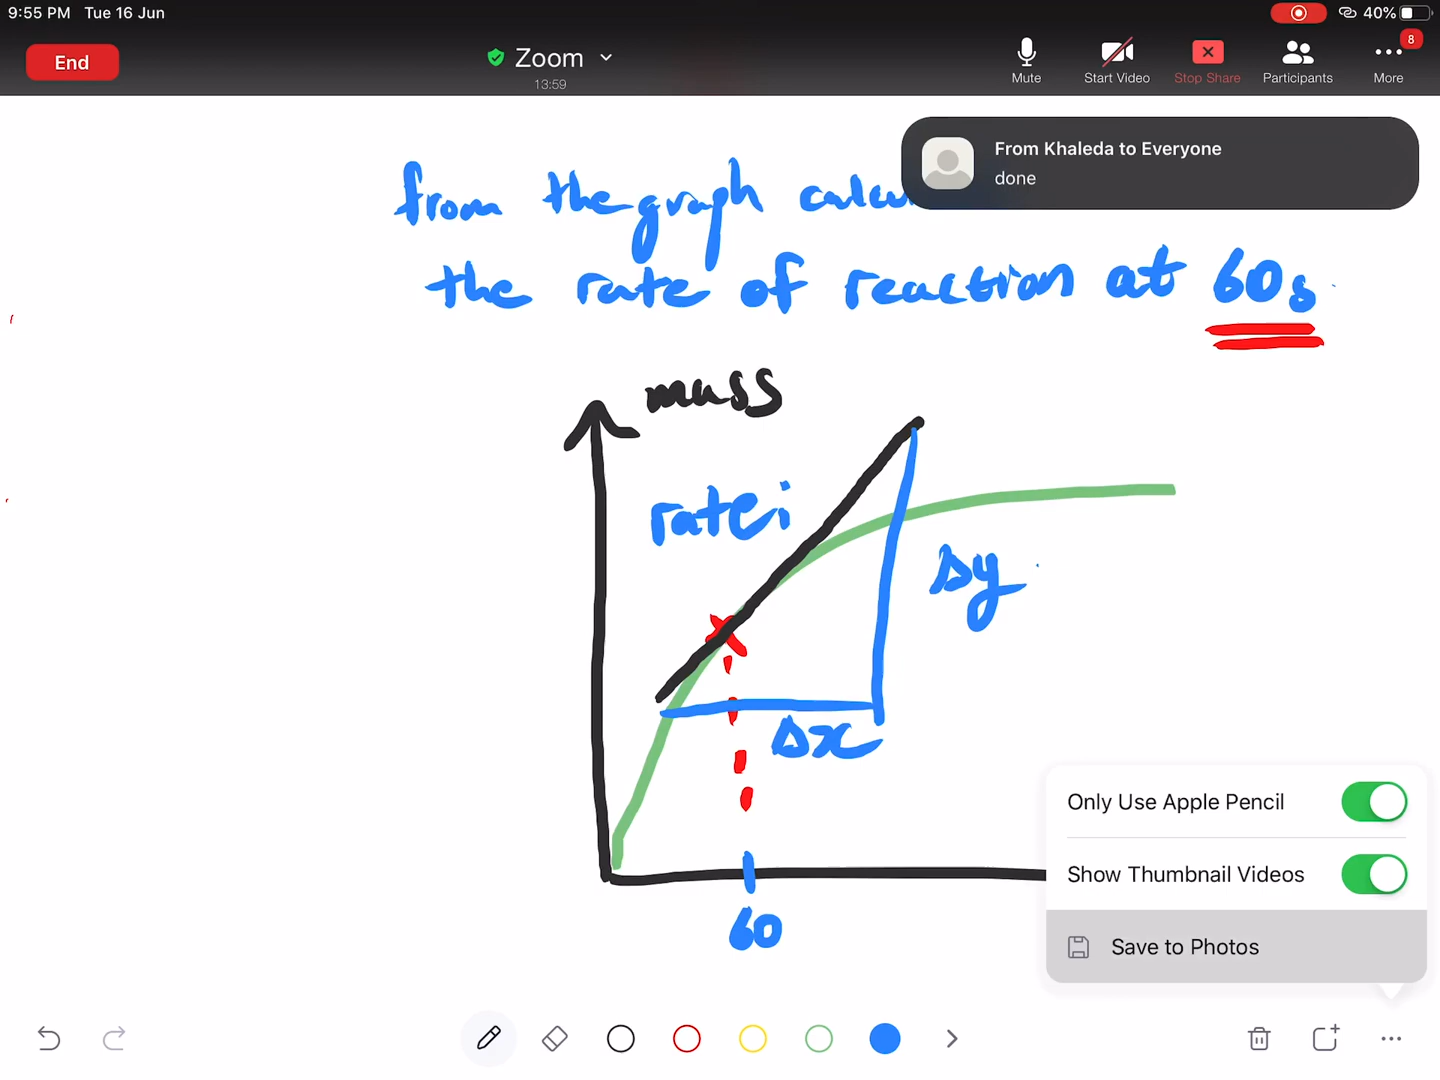 9:55 PM Tue 16 Jun
40%
End
Zoom
13:59
Mute
Start Video
Stop Share
Participants
More
8
From Khaleda to Everyone
done
from the graph calcu
the rate of reaction at 60s
mass
rate
Δy
Δx
60
Only Use Apple Pencil
Show Thumbnail Videos
Save to Photos